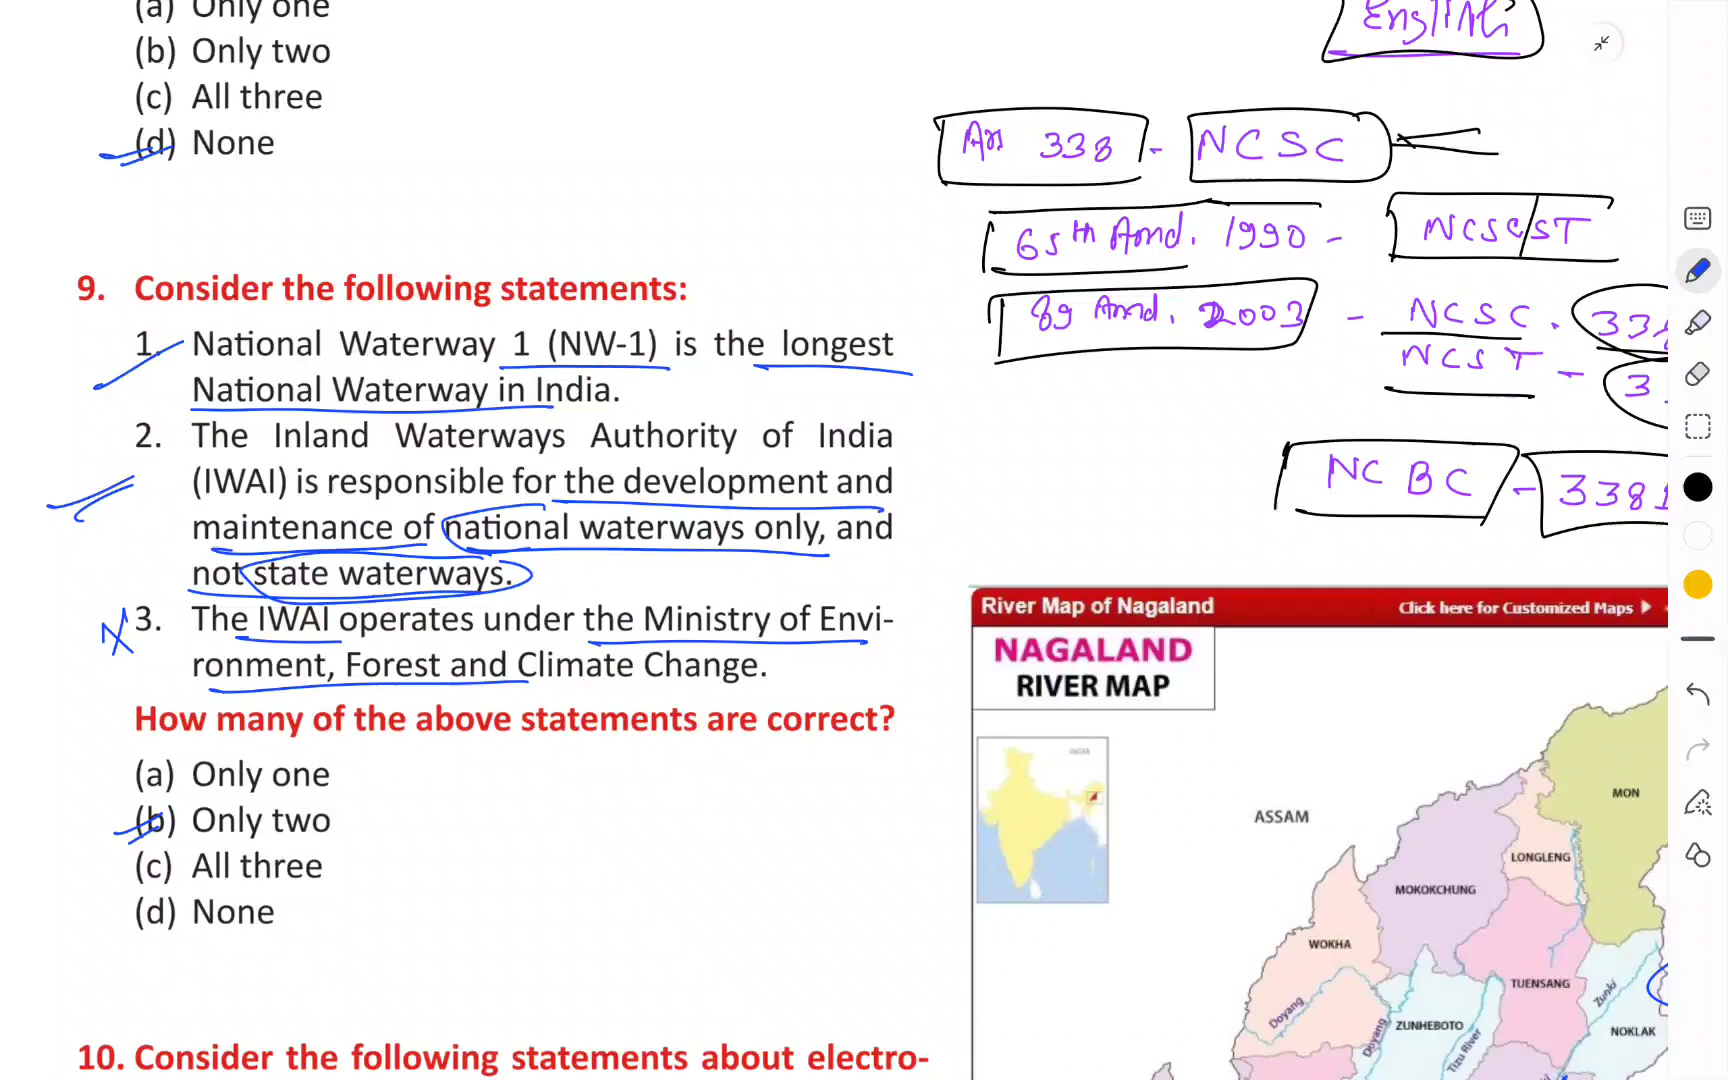 (a) Only one
(b) Only two
(c) All three
(d) None
9. Consider the following statements:
1. National Waterway 1 (NW-1) is the longest
National Waterway in India.
2. The Inland Waterways Authority of India
(IWAI) is responsible for the development and
maintenance of national waterways only, and
not state waterways.
3. The IWAI operates under the Ministry of Envi-
ronment, Forest and Climate Change.
How many of the above statements are correct?
(a) Only one
(b) Only two
(c) All three
(d) None
10. Consider the following statements about electro-
English
338 - NCSC
65th Amd. 1990 - NCSC/ST
89 Amd. 2003 - NCSC.
NCST -
NCBC -
River Map of Nagaland
Click here for Customized Maps
NAGALAND
RIVER MAP
INDIA
ASSAM
MON
LONGLENG
MOKOKCHUNG
WOKHA
TUENSANG
Zunki
Doyang
Doyang
ZUNHEBOTO
Tizu River
NOKLAK